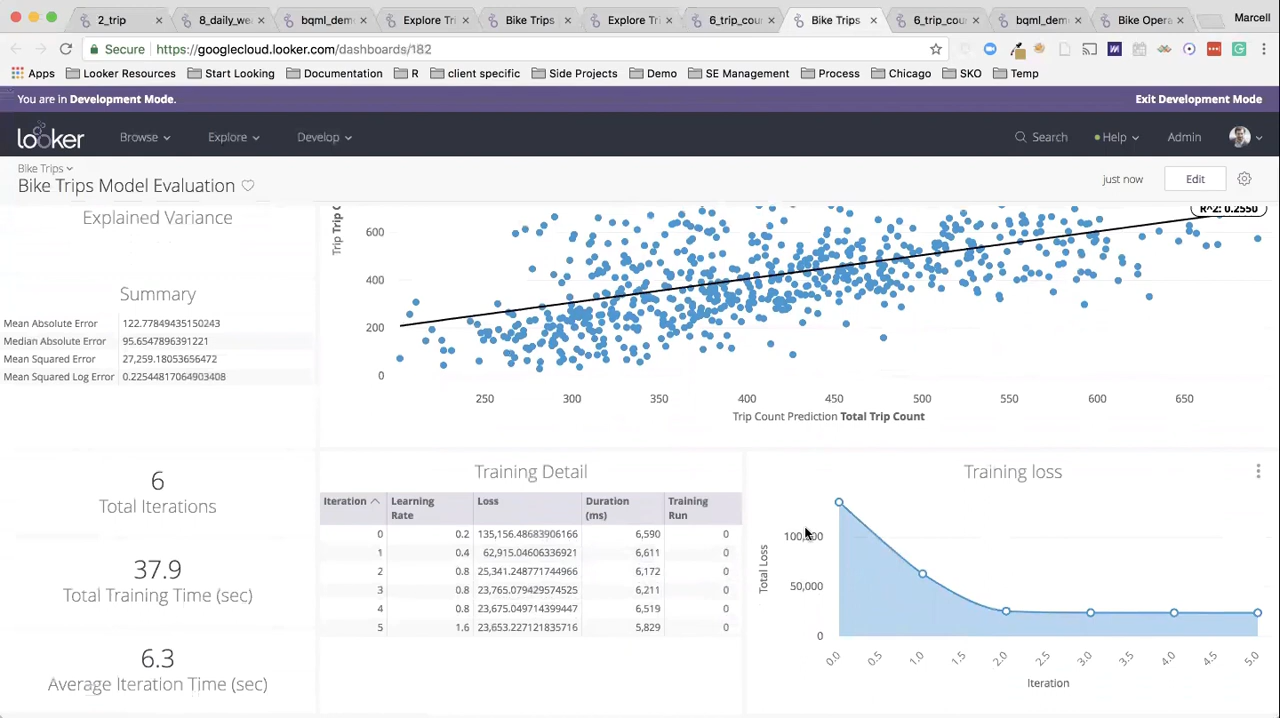 2_trip
8_daily_we
bqml_dem
Explore Tri
Bike Trips
Explore Tri
6_trip_cou
Bike Trips
6_trip_cou
bqml_dem
Bike Opera
Marcell
Secure
https://googlecloud.looker.com/dashboards/182
Apps
Looker Resources
Start Looking
Documentation
R
client specific
Side Projects
Demo
SE Management
Process
Chicago
SKO
Temp
You are in Development Mode.
Exit Development Mode
looker
Browse
Explore
Develop
Search
Help
Admin
Bike Trips
Bike Trips Model Evaluation
just now
Edit
Explained Variance
Summary
Mean Absolute Error 122.77849435150243
Median Absolute Error 95.6547896391221
Mean Squared Error 27,259.18053656472
Mean Squared Log Error 0.22544817064903408
Trip Trip C
R^2: 0.2550
600
400
200
0
250 300 350 400 450 500 550 600 650
Trip Count Prediction Total Trip Count
6
Total Iterations
37.9
Total Training Time (sec)
6.3
Average Iteration Time (sec)
Training Detail
Iteration Learning Rate Loss Duration (ms) Training Run
0 0.2 135,156.48683906166 6,590 0
1 0.4 62,915.04606336921 6,611 0
2 0.8 25,341.248771744966 6,172 0
3 0.8 23,765.079429574525 6,211 0
4 0.8 23,675.049714399447 6,519 0
5 1.6 23,653.227121835716 5,829 0
Training loss
Total Loss
100,000
50,000
0
0.0 0.5 1.0 1.5 2.0 2.5 3.0 3.5 4.0 4.5 5.0
Iteration